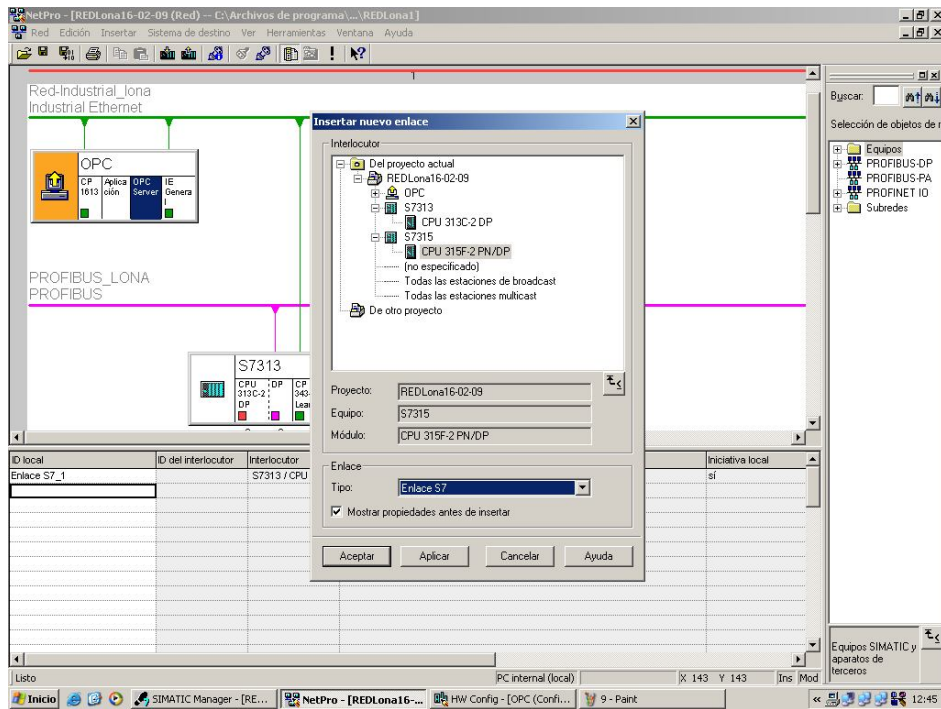 NetPro - [REDLona16-02-09 (Red) -- C:\Archivos de programa\...\REDLona1]
Red Edición Insertar Sistema de destino Ver Herramientas Ventana Ayuda
Red-Industrial_lona
Industrial Ethernet
OPC
CP 1613
Aplica ción
OPC Server
IE Genera l
PROFIBUS_LONA
PROFIBUS
S7313
CPU 313C-2 DP
DP
CP 343-
Insertar nuevo enlace
Interlocutor
Del proyecto actual
REDLona16-02-09
OPC
S7313
CPU 313C-2 DP
S7315
CPU 315F-2 PN/DP
(no especificado)
Todas las estaciones de broadcast
Todas las estaciones multicast
De otro proyecto
Proyecto: REDLona16-02-09
Equipo: S7315
Módulo: CPU 315F-2 PN/DP
Enlace
Tipo: Enlace S7
Mostrar propiedades antes de insertar
Aceptar Aplicar Cancelar Ayuda
Buscar:
Selección de objetos de r
Equipos
PROFIBUS-DP
PROFIBUS-PA
PROFINET IO
Subredes
ID local ID del interlocutor Interlocutor Iniciativa local
Enlace S7_1 S7313 / CPU sí
Equipos SIMATIC y
aparatos de
terceros
Listo PC internal (local) X 143 Y 143 Ins Mod
Inicio SIMATIC Manager - [RE... NetPro - [REDLona16-... HW Config - [OPC (Confi... 9 - Paint 12:45